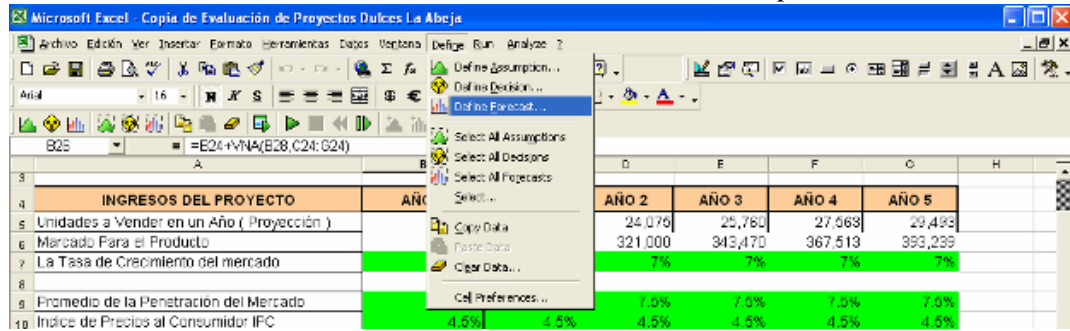 Microsoft Excel - Copia de Evaluación de Proyectos Dulces La Abeja
Archivo Edición Ver Insertar Formato Herramientas Datos Ventana Define Run Analyze ?
Define Assumption...
Define Decision...
Define Forecast...
Select All Assumptions
Select All Decisions
Select All Forecasts
Select...
Copy Data
Paste Data
Clear Data...
Cell Preferences...
Arial 16 N K S
=B24+VNA(B28,C24:G24)
A B D E F G H
3
4 INGRESOS DEL PROYECTO AÑO 2 AÑO 3 AÑO 4 AÑO 5
5 Unidades a Vender en un Año ( Proyección ) 24,075 25,760 27,563 29,493
6 Marcado Para el Producto 321,000 343,470 367,513 393,239
7 La Tasa de Crecimiento del mercado 7% 7% 7% 7%
8
9 Promedio de la Penetración del Mercado 7.5% 7.5% 7.5% 7.5%
10 Indice de Precios al Consumidor IPC 4.5% 4.5% 4.5% 4.5% 4.5% 4.5%